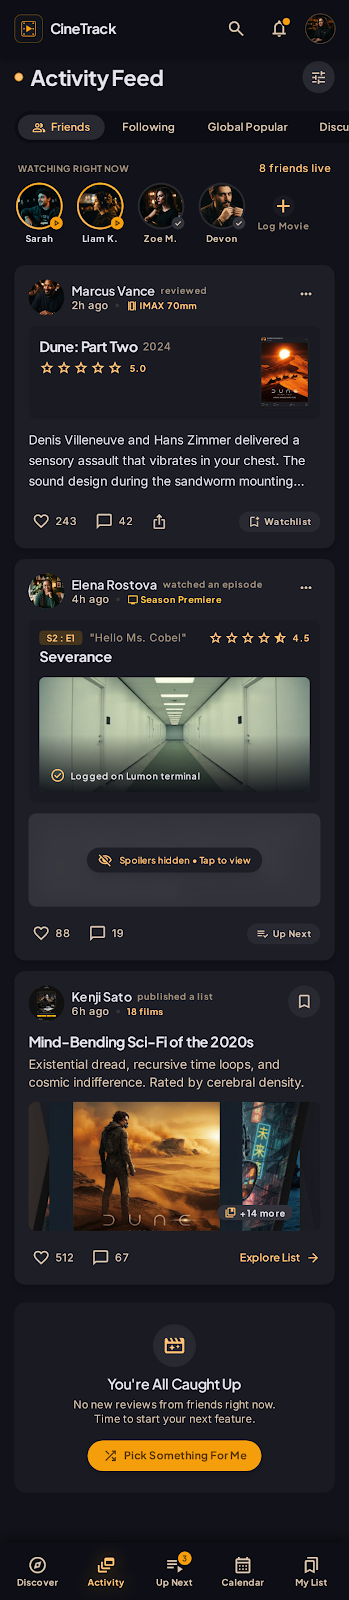 CineTrack
Activity Feed
Friends
Following
Global Popular
Discu
WATCHING RIGHT NOW
8 friends live
Sarah
Liam K.
Zoe M.
Devon
Log Movie
Marcus Vance reviewed
2h ago • IMAX 70mm
Dune: Part Two 2024
5.0
DUNE
Denis Villeneuve and Hans Zimmer delivered a
sensory assault that vibrates in your chest. The
sound design during the sandworm mounting...
243
42
Watchlist
Elena Rostova watched an episode
4h ago • Season Premiere
S2 : E1 "Hello Ms. Cobel"
4.5
Severance
Logged on Lumon terminal
Spoilers hidden • Tap to view
88
19
Up Next
Kenji Sato published a list
6h ago • 18 films
Mind-Bending Sci-Fi of the 2020s
Existential dread, recursive time loops, and
cosmic indifference. Rated by cerebral density.
DUNE
未来
+14 more
512
67
Explore List
You're All Caught Up
No new reviews from friends right now.
Time to start your next feature.
Pick Something For Me
3
Discover
Activity
Up Next
Calendar
My List